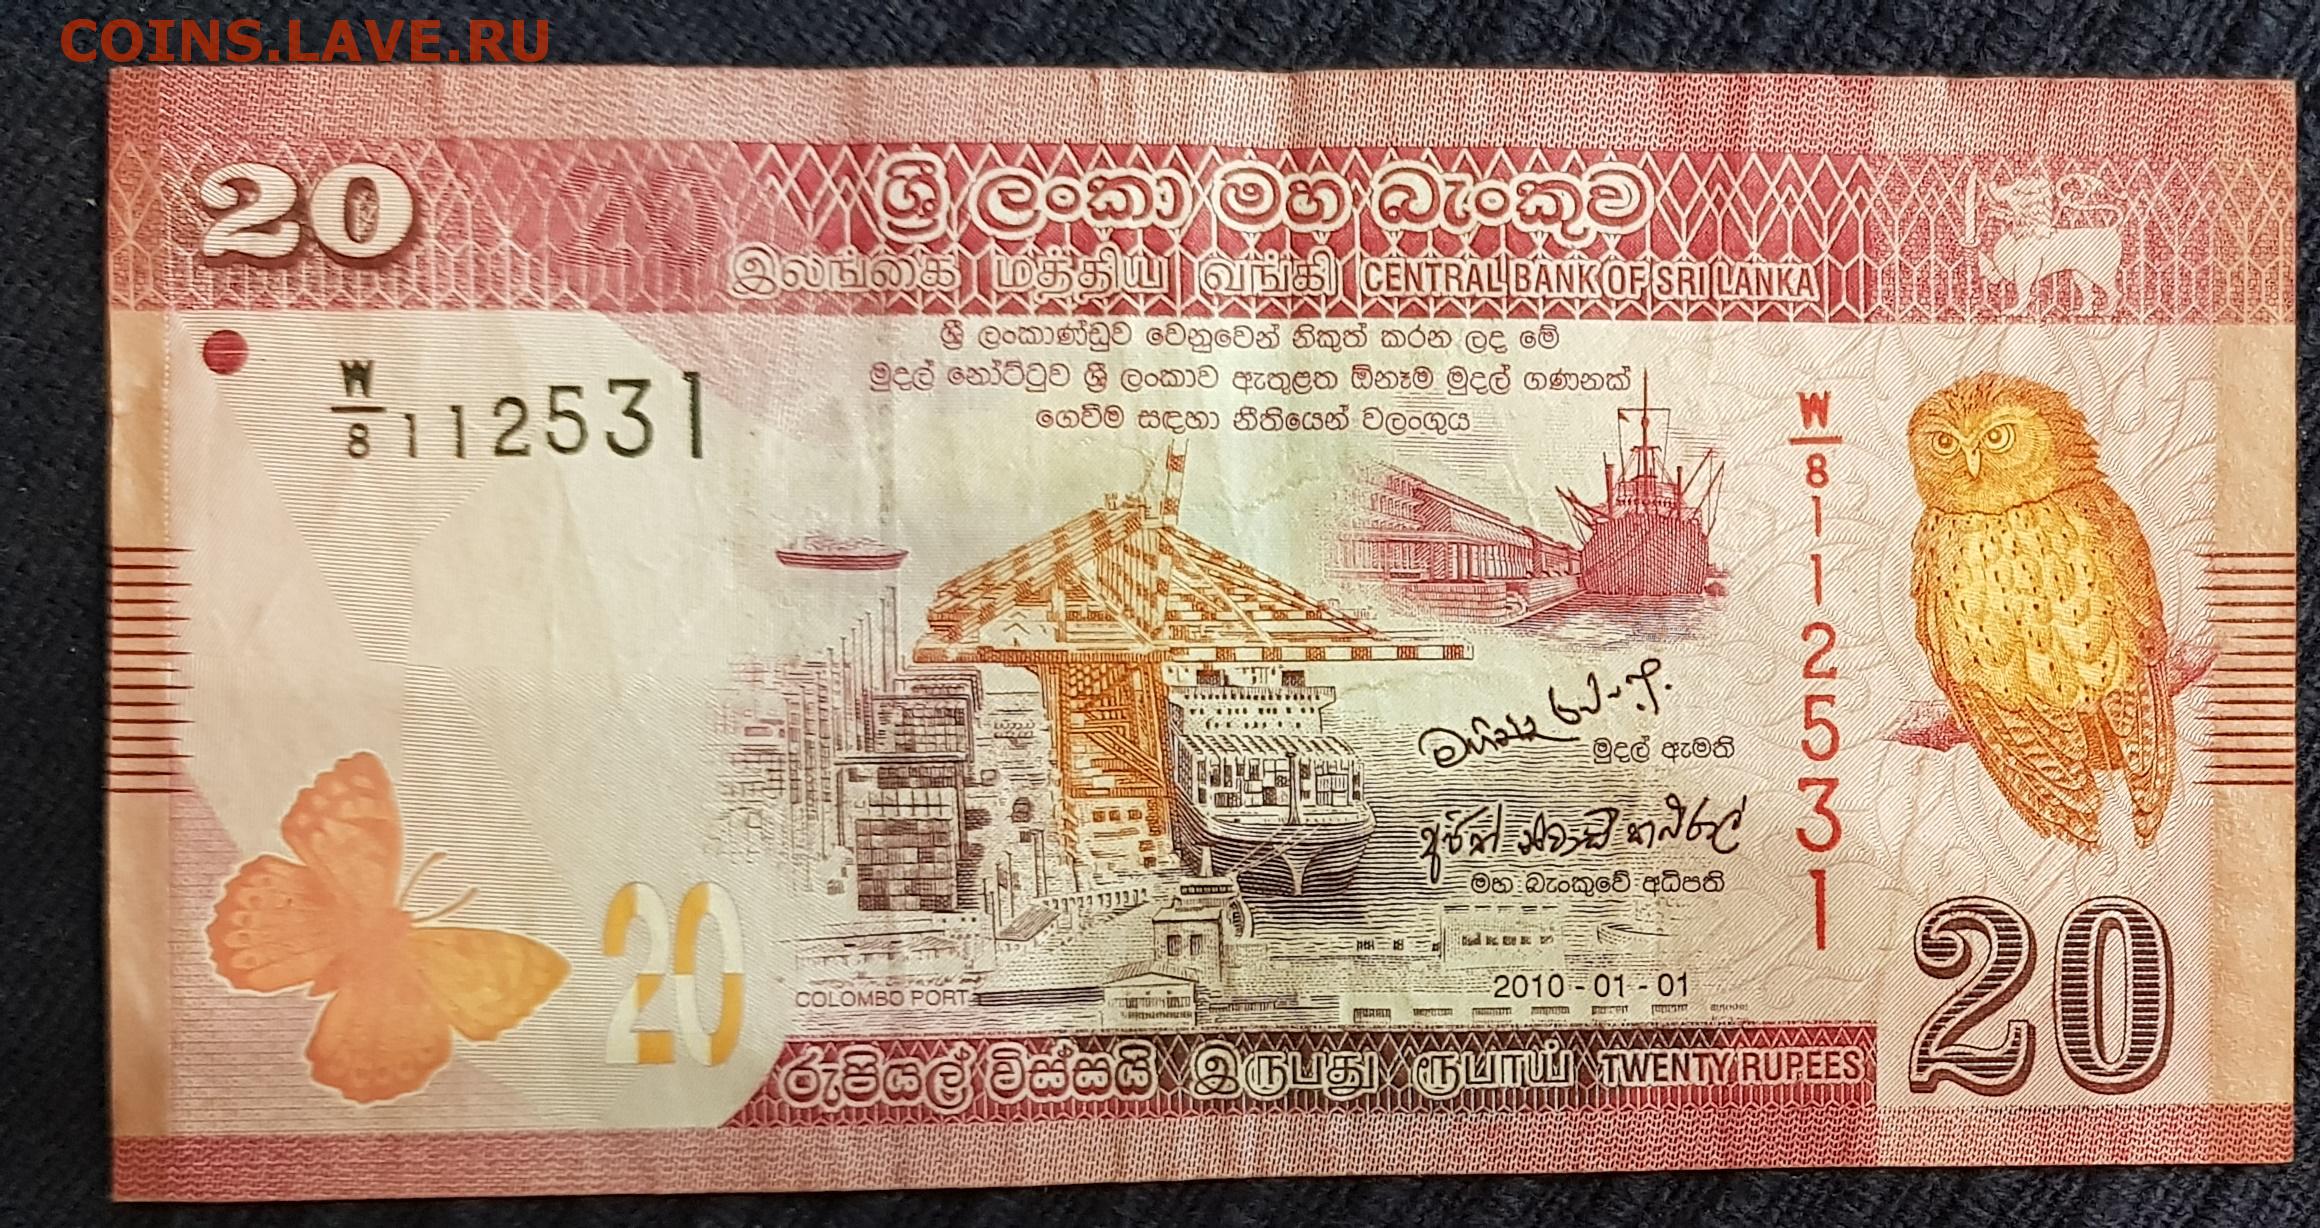 COINS.LAVE.RU
20
20
ශ්‍රී ලංකා මහ බැංකුව
இலங்கை மத்திய வங்கி CENTRAL BANK OF SRI LANKA
ශ්‍රී ලංකාණ්ඩුව වෙනුවෙන් නිකුත් කරන ලද මේ
මුදල් නෝට්ටුව ශ්‍රී ලංකාව ඇතුළත ඕනෑම මුදල් ගණනක්
ගෙවීම සඳහා නීතියෙන් වලංගුය
W/8 112531
W/8 112531
මුදල් ඇමති
මහ බැංකුවේ අධිපති
2010 - 01 - 01
COLOMBO PORT
20
20
රුපියල් විස්සයි இருபது ரூபாய் TWENTY RUPEES